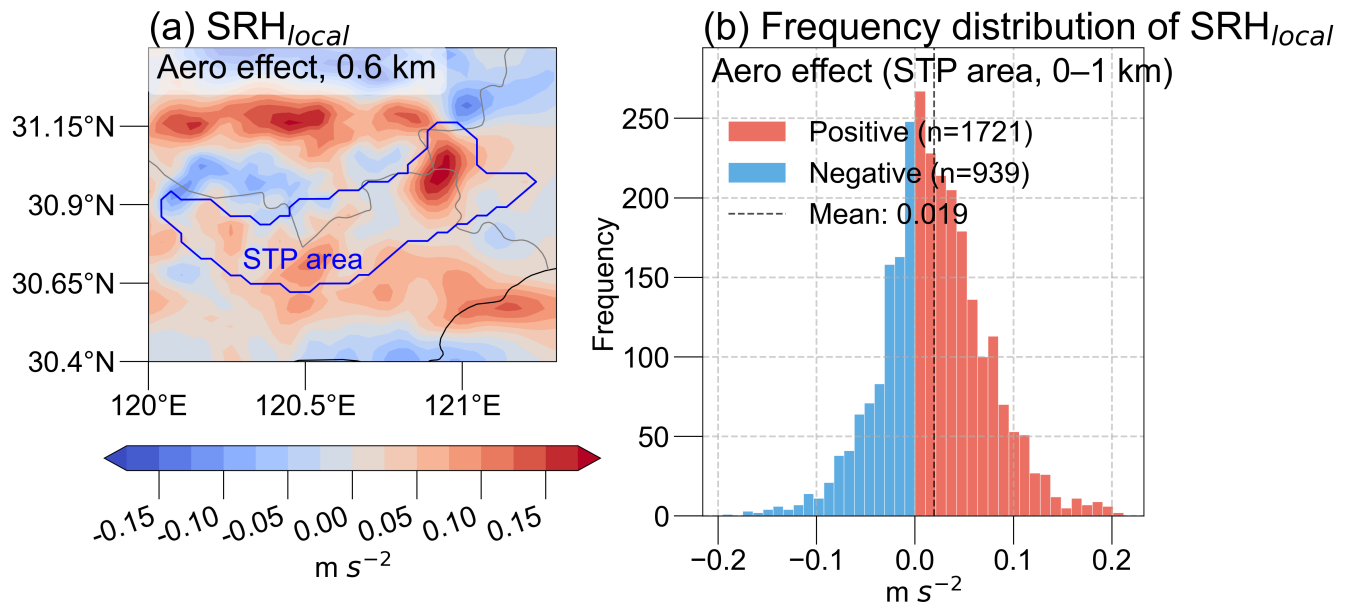 (a) SRH_local
Aero effect, 0.6 km
31.15°N
30.9°N
30.65°N
30.4°N
STP area
120°E 120.5°E 121°E
-0.15 -0.10 -0.05 0.00 0.05 0.10 0.15
m s⁻²
(b) Frequency distribution of SRH_local
Aero effect (STP area, 0–1 km)
Positive (n=1721)
Negative (n=939)
Mean: 0.019
Frequency
250
200
150
100
50
0
−0.2 −0.1 0.0 0.1 0.2
m s⁻²